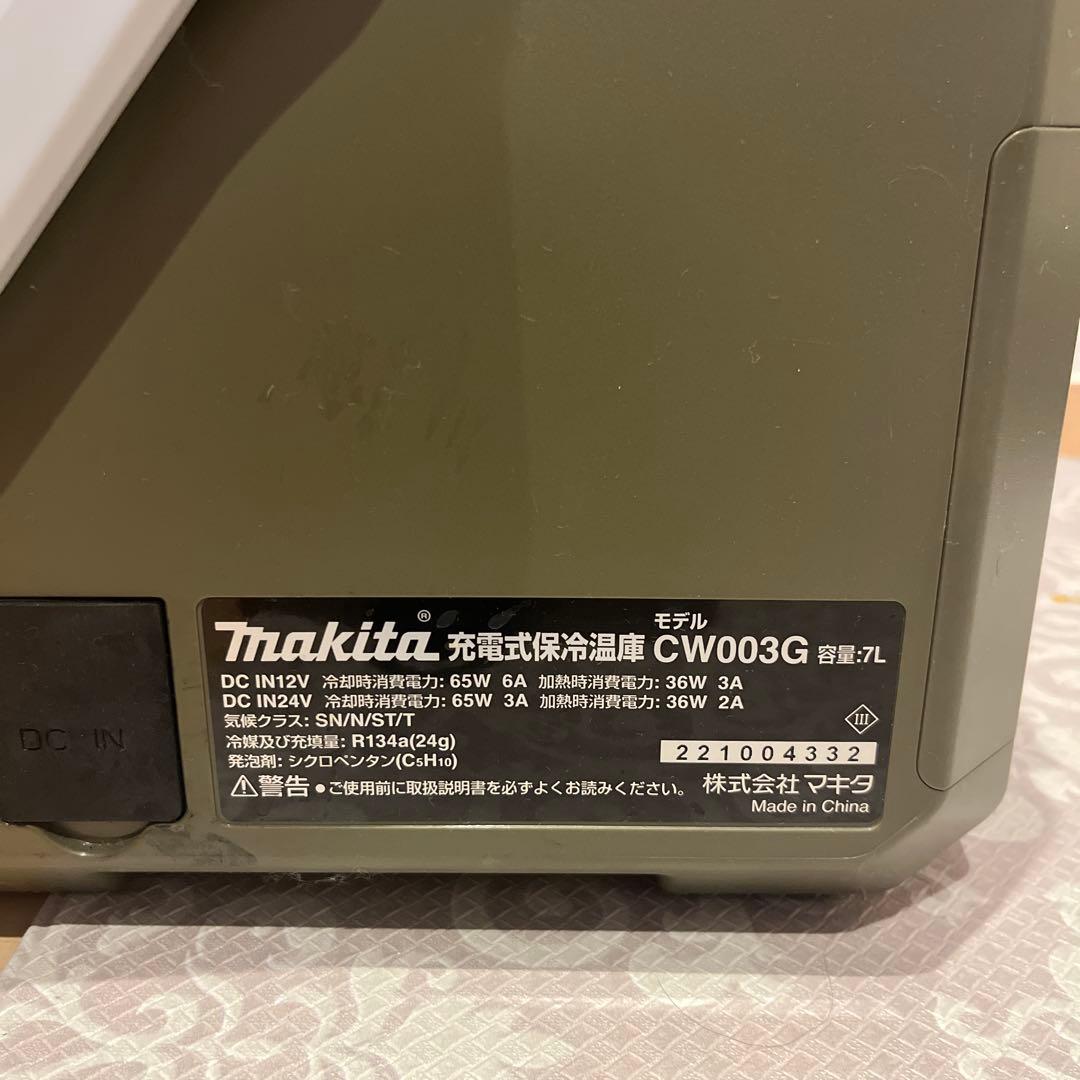 makita® 充電式保冷温庫 モデル CW003G 容量:7L
DC IN12V 冷却時消費電力: 65W 6A 加熱時消費電力: 36W 3A
DC IN24V 冷却時消費電力: 65W 3A 加熱時消費電力: 36W 2A
気候クラス: SN/N/ST/T
冷媒及び充填量: R134a(24g)
発泡剤: シクロペンタン(C₅H₁₀)
III
221004332
⚠警告 ●ご使用前に取扱説明書を必ずよくお読みください。
株式会社 マキタ
Made in China
DC IN